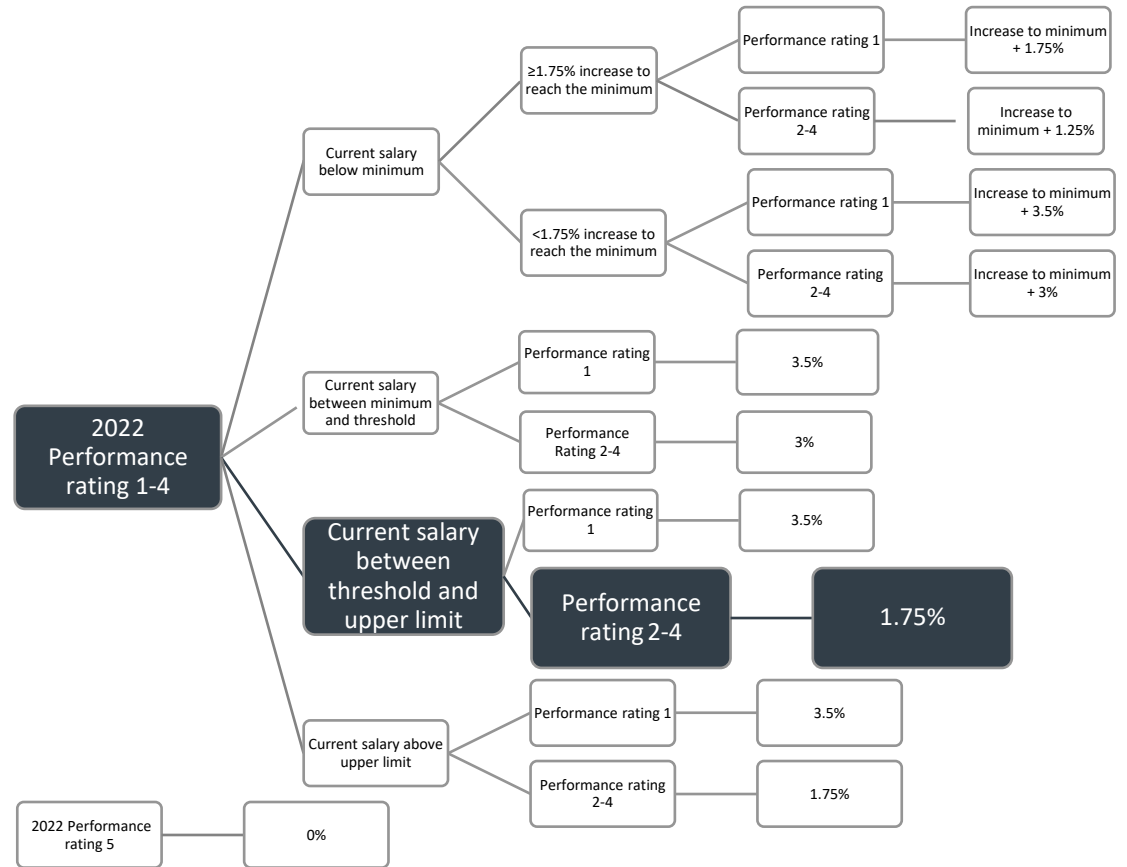 2022
Performance
rating 1-4
Current salary
below minimum
≥1.75% increase to
reach the minimum
Performance rating 1
Increase to minimum
+ 1.75%
Performance rating
2-4
Increase to
minimum + 1.25%
<1.75% increase to
reach the minimum
Performance rating 1
Increase to minimum
+ 3.5%
Performance rating
2-4
Increase to minimum
+ 3%
Current salary
between minimum
and threshold
Performance rating
1
3.5%
Performance
Rating 2-4
3%
Current salary
between
threshold and
upper limit
Performance rating
1
3.5%
Performance
rating 2-4
1.75%
Current salary above
upper limit
Performance rating 1
3.5%
Performance rating
2-4
1.75%
2022 Performance
rating 5
0%